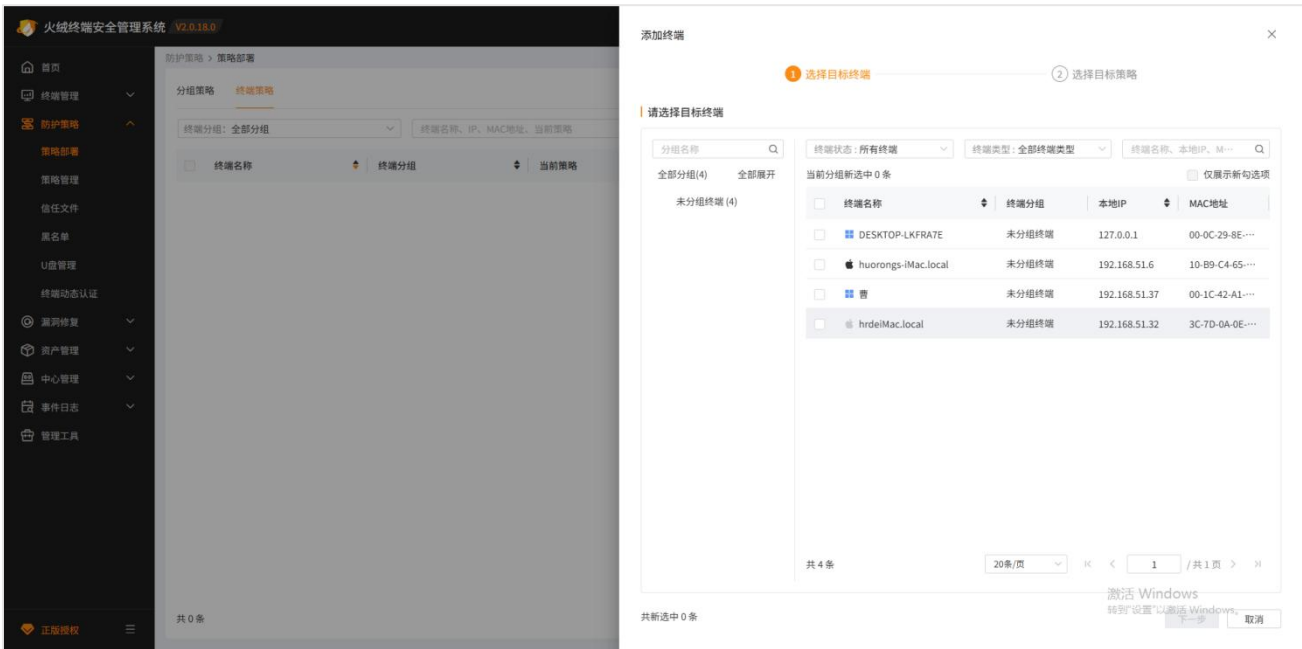 火绒终端安全管理系统 V2.0.18.0
首页
终端管理
防护策略
策略部署
策略管理
信任文件
黑名单
U盘管理
终端动态认证
漏洞修复
资产管理
中心管理
事件日志
管理工具
正版授权
防护策略 > 策略部署
分组策略 终端策略
终端分组: 全部分组 终端名称、IP、MAC地址、当前策略
终端名称 终端分组 当前策略
共 0 条
添加终端
1 选择目标终端 2 选择目标策略
请选择目标终端
分组名称
全部分组(4) 全部展开
未分组终端 (4)
终端状态 : 所有终端 终端类型 : 全部终端类型 终端名称、本地IP、M…
当前分组新选中 0 条 仅展示新勾选项
终端名称 终端分组 本地IP MAC地址
DESKTOP-LKFRA7E 未分组终端 127.0.0.1 00-0C-29-8E-…
huorongs-iMac.local 未分组终端 192.168.51.6 10-B9-C4-65-…
曹 未分组终端 192.168.51.37 00-1C-42-A1-…
hrdeiMac.local 未分组终端 192.168.51.32 3C-7D-0A-0E-…
共 4 条 20条/页 1 / 共 1 页
激活 Windows
转到"设置"以激活 Windows。
共新选中 0 条 下一步 取消